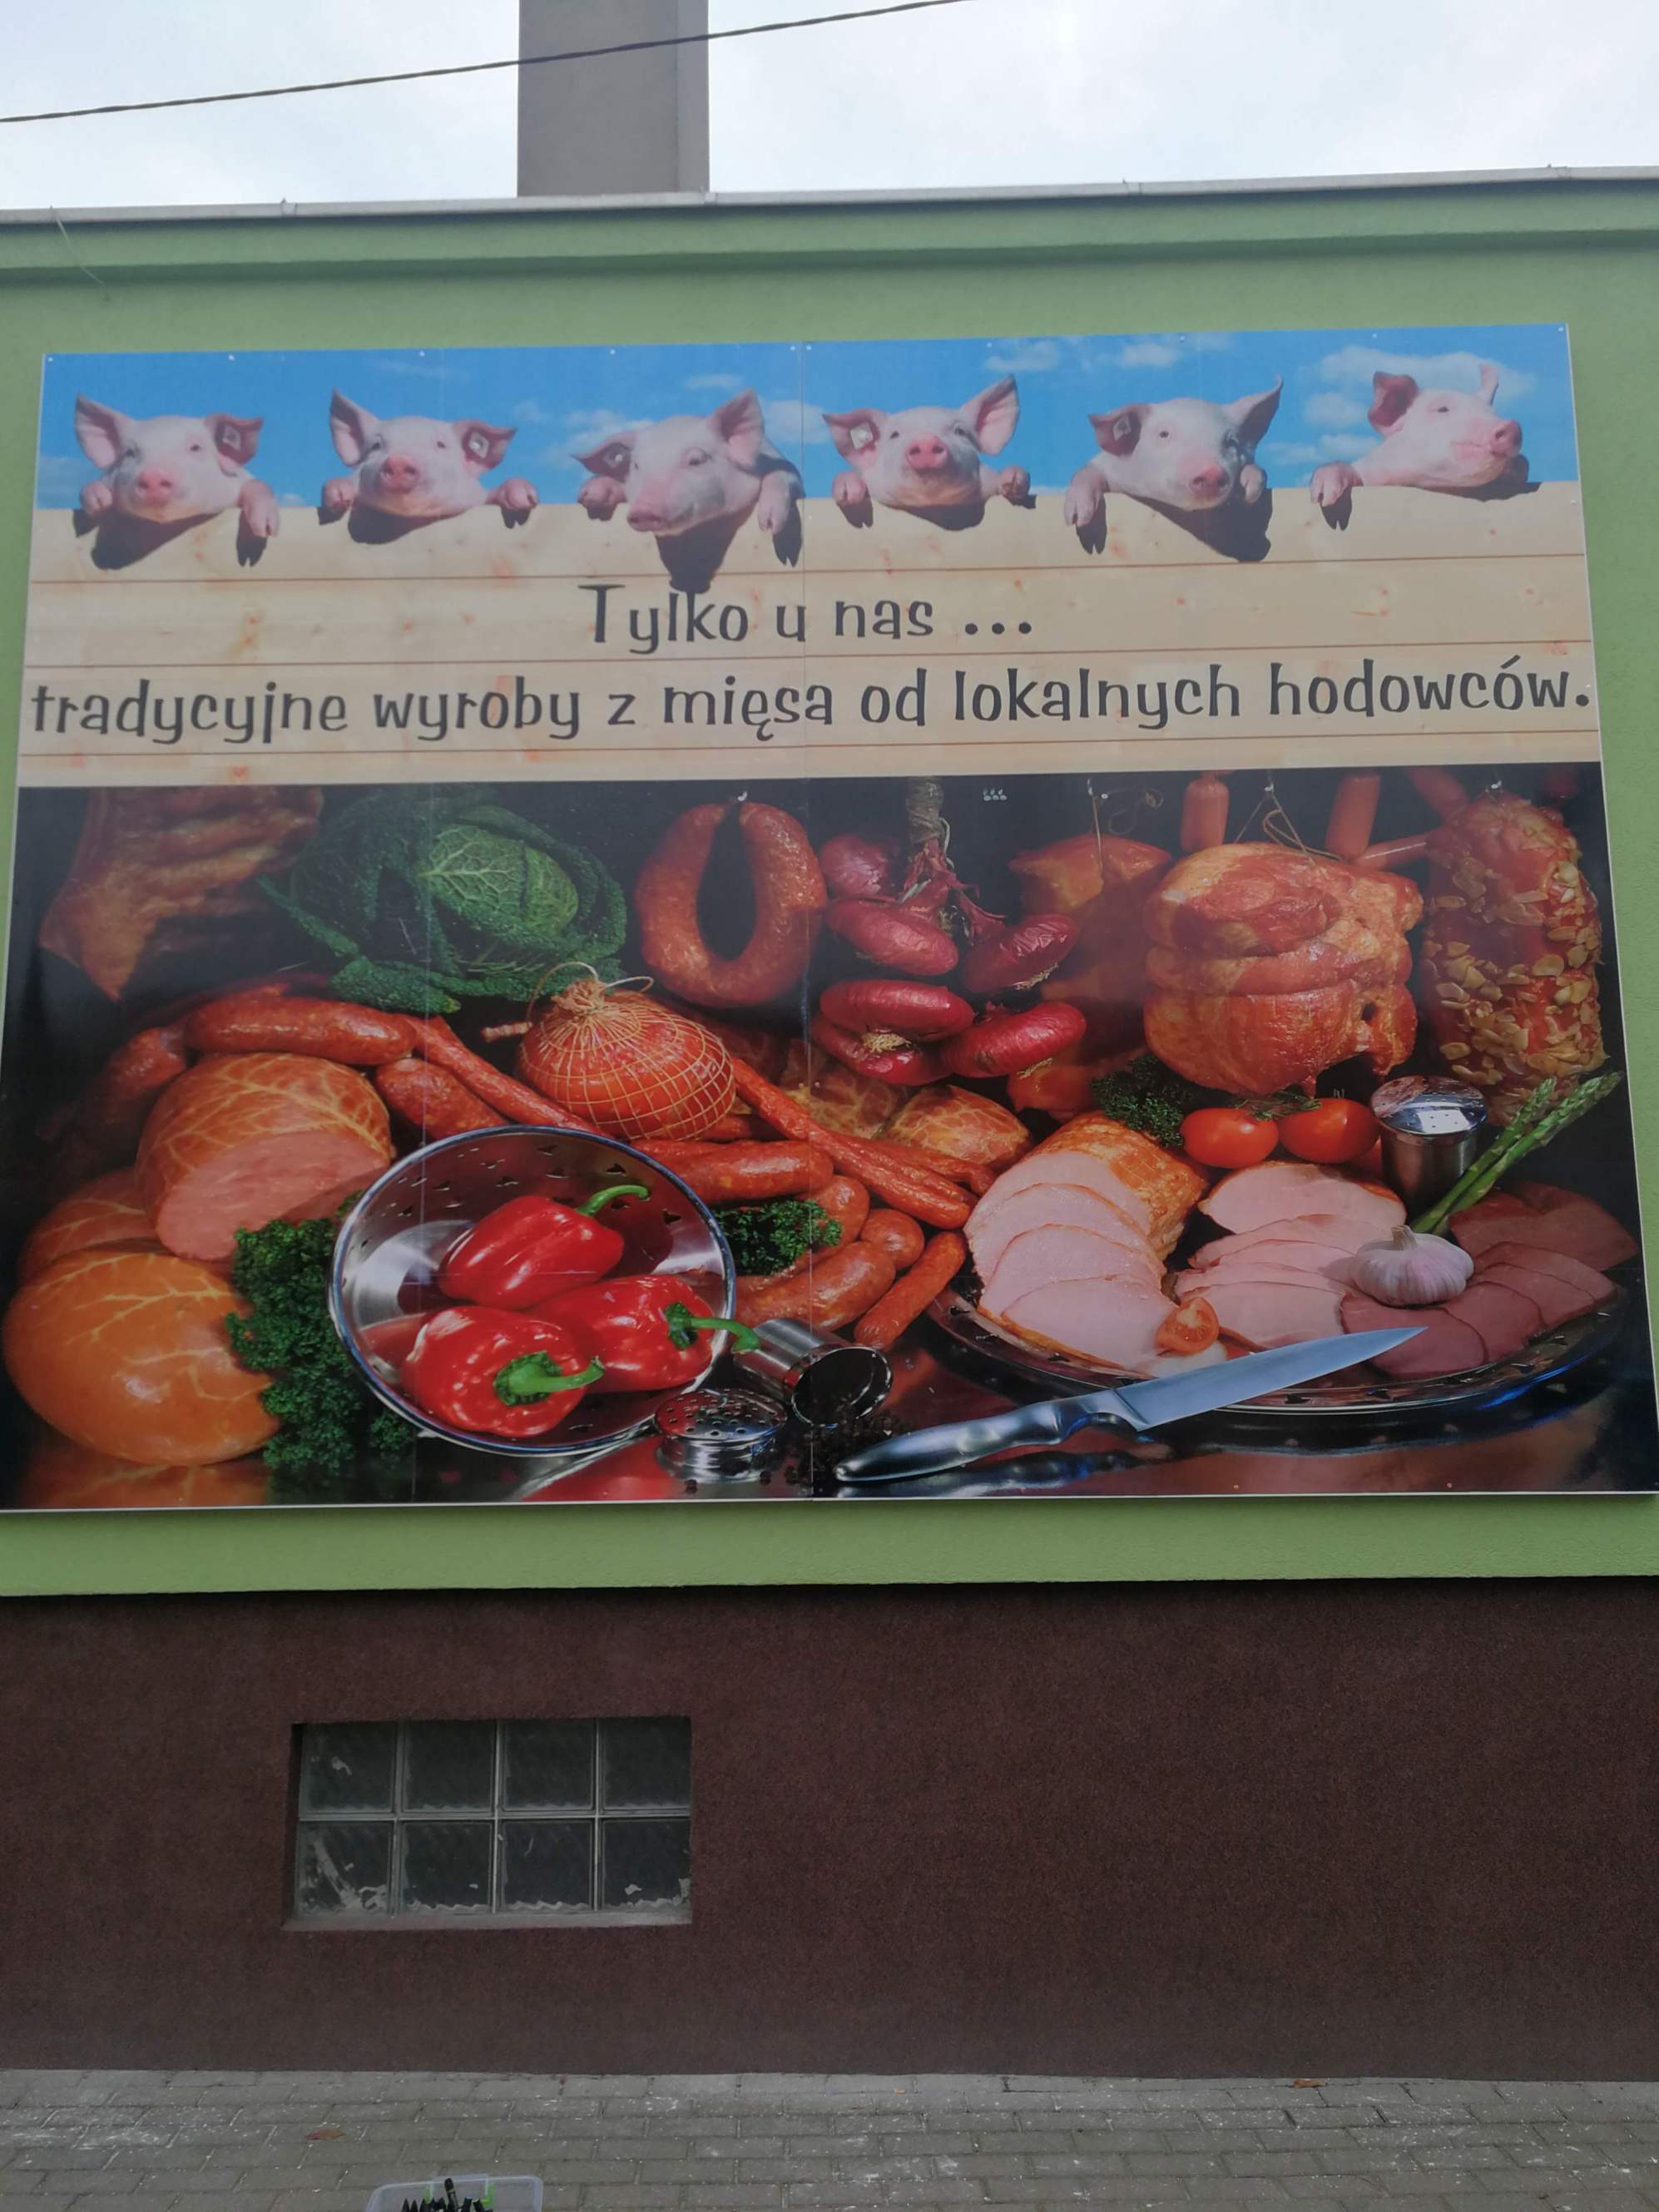 Tylko u nas ...
tradycyjne wyroby z mięsa od lokalnych hodowców.